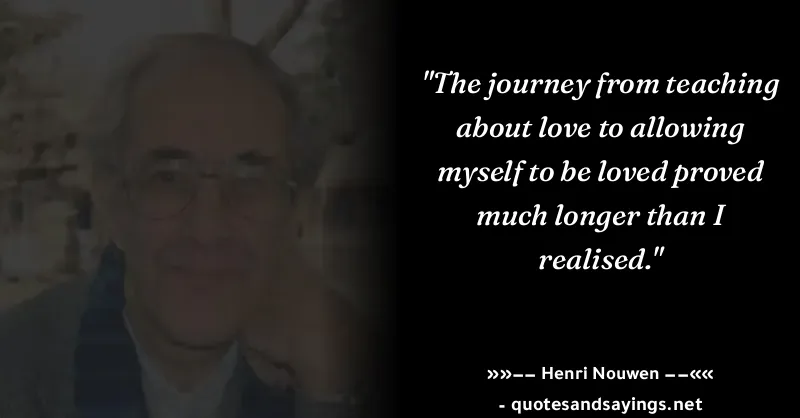 "The journey from teaching
about love to allowing
myself to be loved proved
much longer than I
realised."
»»−− Henri Nouwen −−««
- quotesandsayings.net